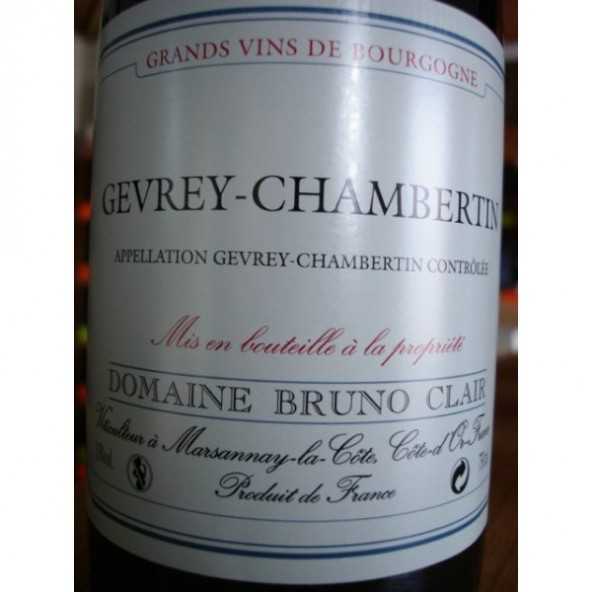 GRANDS VINS DE BOURGOGNE
GEVREY-CHAMBERTIN
APPELLATION GEVREY-CHAMBERTIN CONTRÔLÉE
Mis en bouteille à la propriété
DOMAINE BRUNO CLAIR
Viticulteur à Marsannay-la-Côte, Côte-d'Or-France
Produit de France